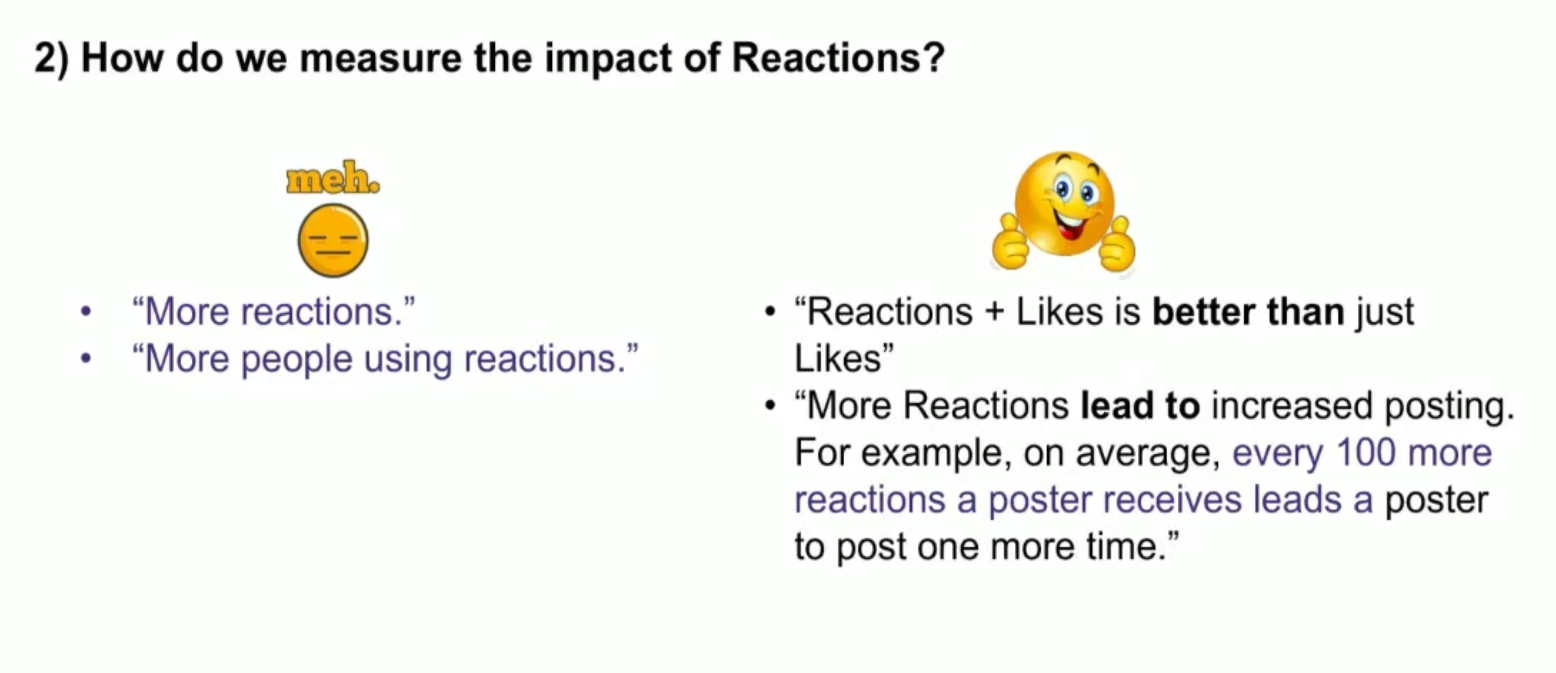 2) How do we measure the impact of Reactions?
meh.
• “More reactions.”
• “More people using reactions.”
• “Reactions + Likes is better than just
Likes”
• “More Reactions lead to increased posting.
For example, on average, every 100 more
reactions a poster receives leads a poster
to post one more time.”